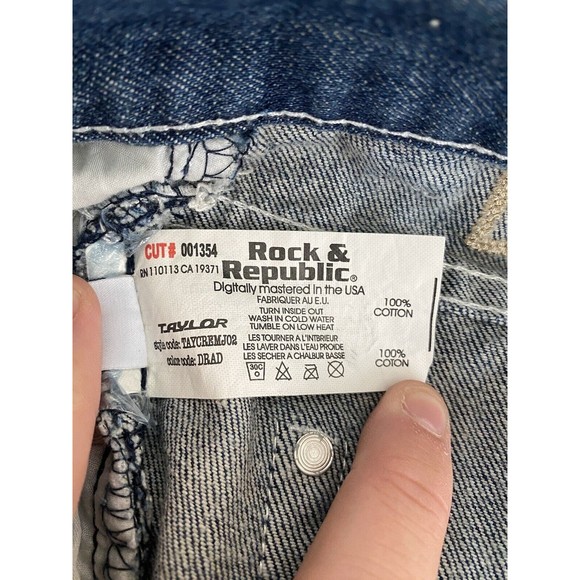 CUT# 001354
RN 110113 CA 19371
TAYLOR
style code: TAYCREMJ02
color code: DRAD
Rock &
Republic®
Digitally mastered in the USA
FABRIQUER AU E.U.
TURN INSIDE OUT
WASH IN COLD WATER
TUMBLE ON LOW HEAT
LES TOURNER A L'INTÉRIEUR
LES LAVER DANS L'EAU PROIDE
LES SECHER A CHALBUR BASSE
30C
100%
COTTON
100%
COTON